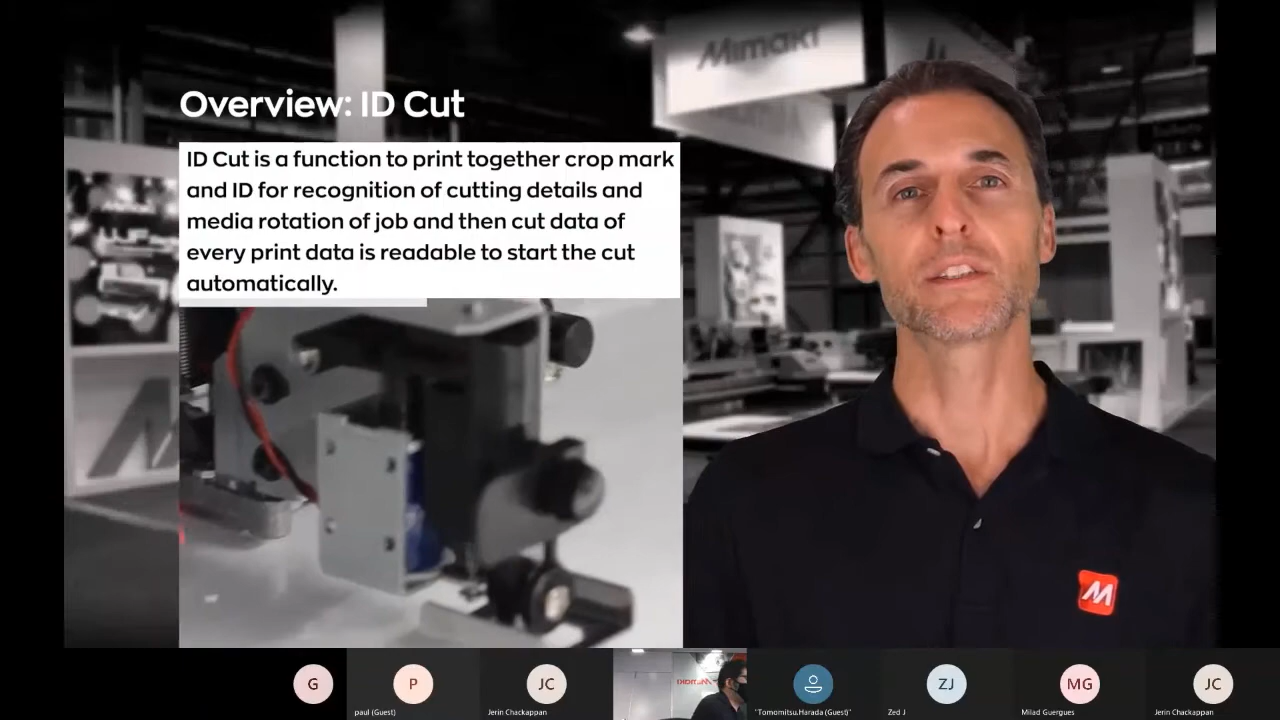 Mimaki
Overview: ID Cut
ID Cut is a function to print together crop mark
and ID for recognition of cutting details and
media rotation of job and then cut data of
every print data is readable to start the cut
automatically.
M
G
P
JC
ZJ
MG
JC
paul (Guest)
Jerin Chackappan
"Tomomitsu.Harada (Guest)"
Zed J
Milad Guergues
Jerin Chackappan